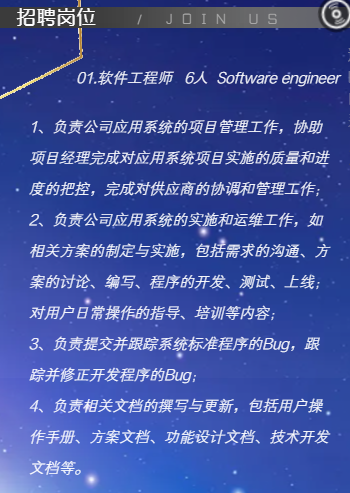 招聘岗位 / JOIN US
01.软件工程师 6人 Software engineer
1、负责公司应用系统的项目管理工作，协助
项目经理完成对应用系统项目实施的质量和进
度的把控，完成对供应商的协调和管理工作；
2、负责公司应用系统的实施和运维工作，如
相关方案的制定与实施，包括需求的沟通、方
案的讨论、编写、程序的开发、测试、上线；
对用户日常操作的指导、培训等内容；
3、负责提交并跟踪系统标准程序的Bug，跟
踪并修正开发程序的Bug；
4、负责相关文档的撰写与更新，包括用户操
作手册、方案文档、功能设计文档、技术开发
文档等。